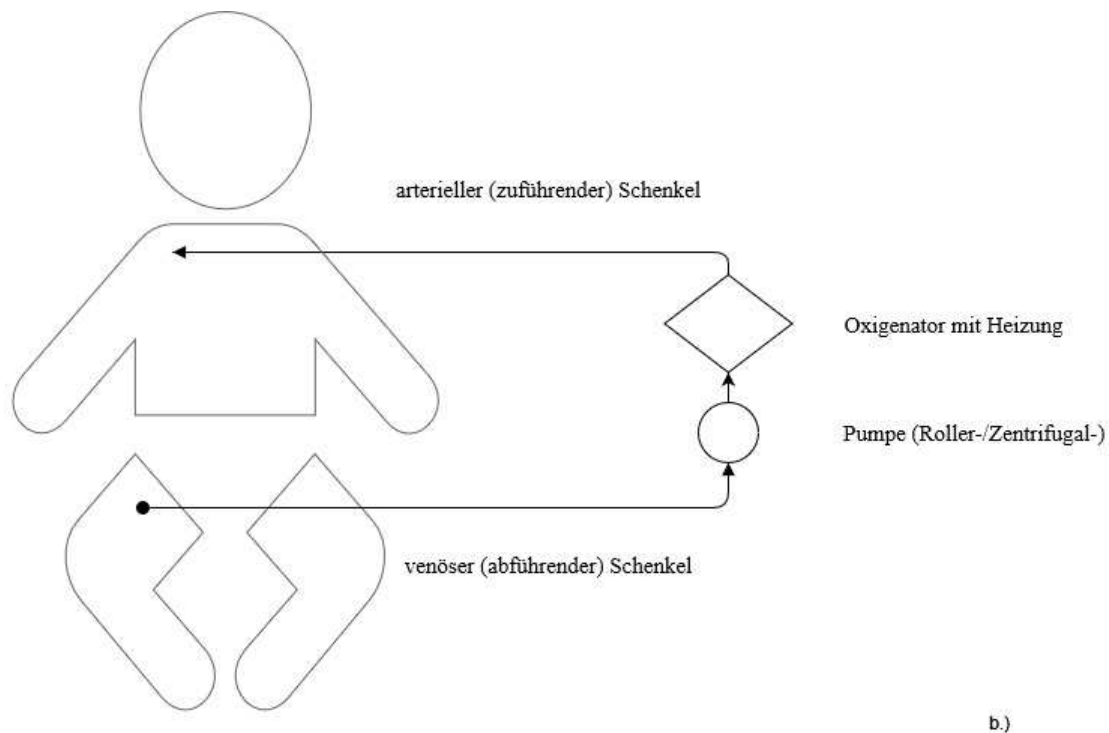 arterieller (zuführender) Schenkel
Oxigenator mit Heizung
Pumpe (Roller-/Zentrifugal-)
venöser (abführender) Schenkel
b.)